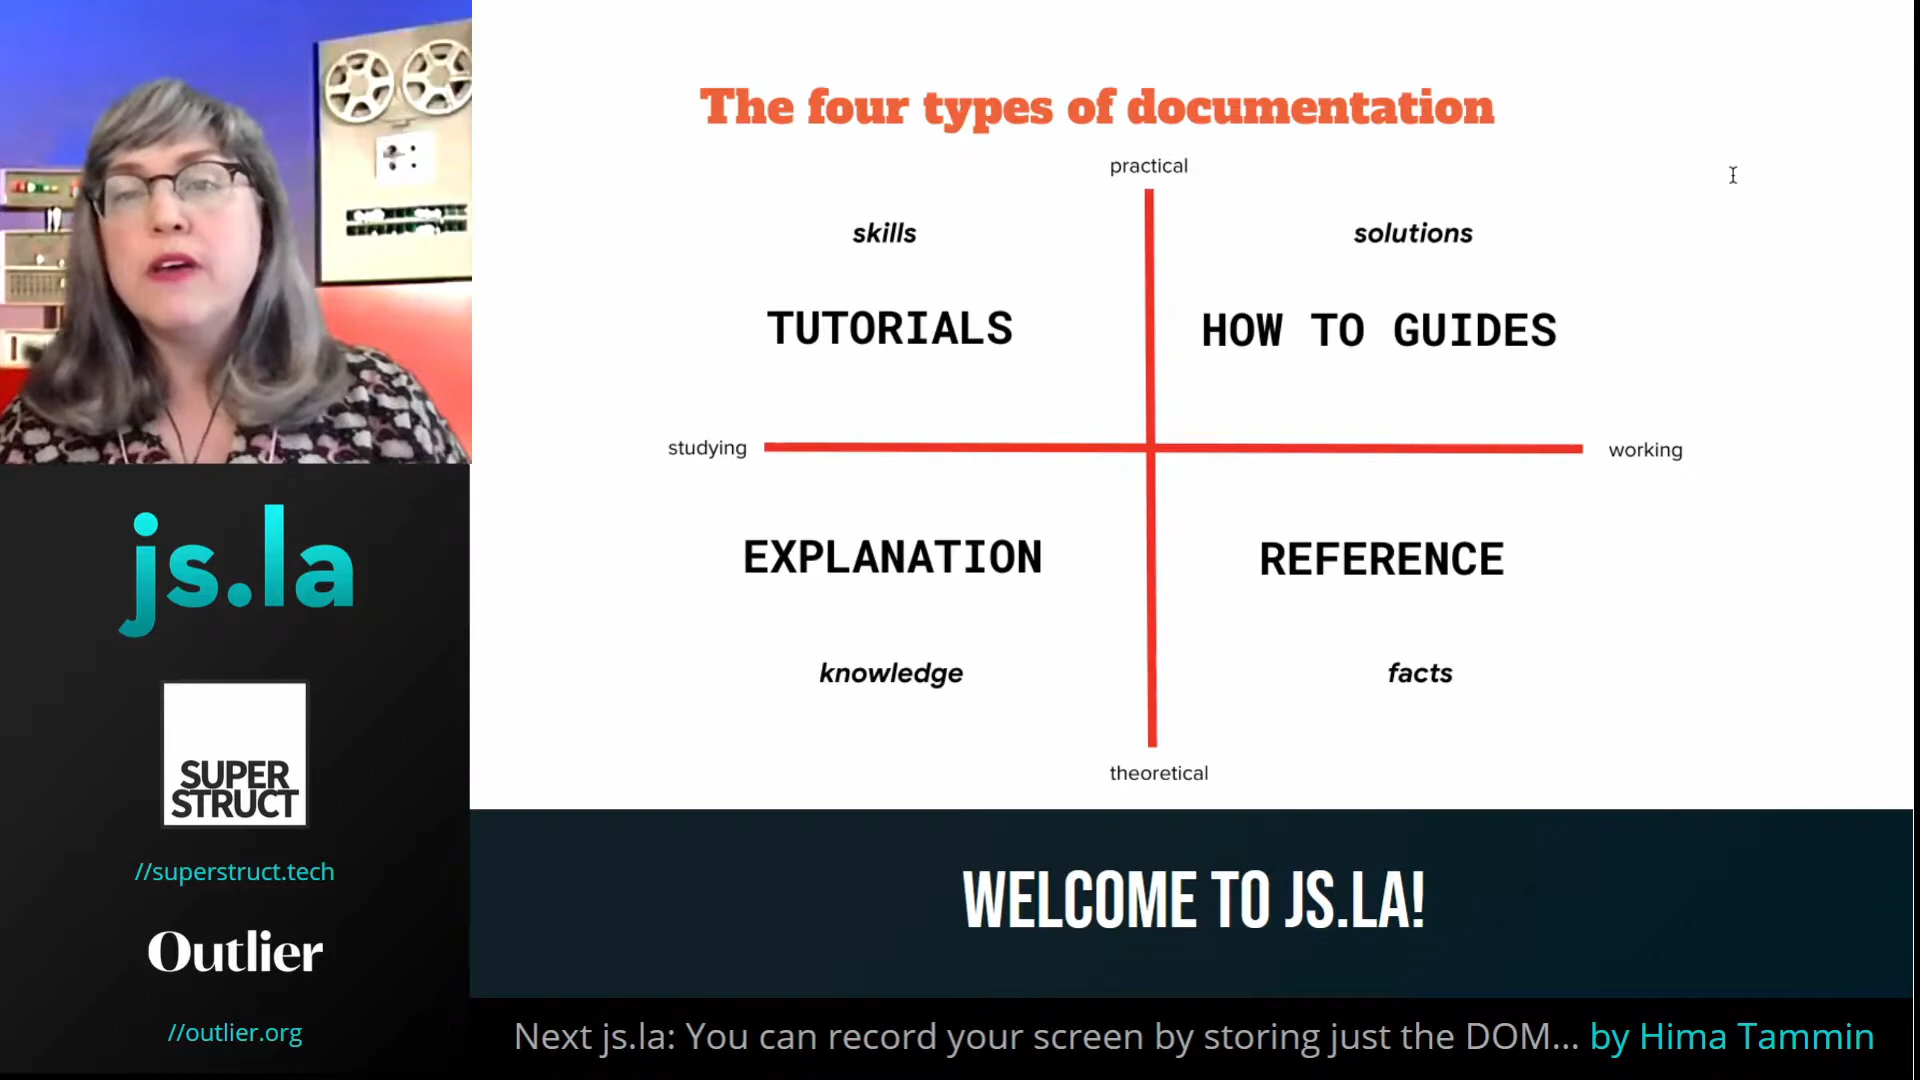 The four types of documentation
practical
skills
solutions
TUTORIALS
HOW TO GUIDES
studying
working
EXPLANATION
REFERENCE
knowledge
facts
theoretical
js.la
SUPER
STRUCT
//superstruct.tech
Outlier
//outlier.org
WELCOME TO JS.LA!
Next js.la: You can record your screen by storing just the DOM... by Hima Tammin